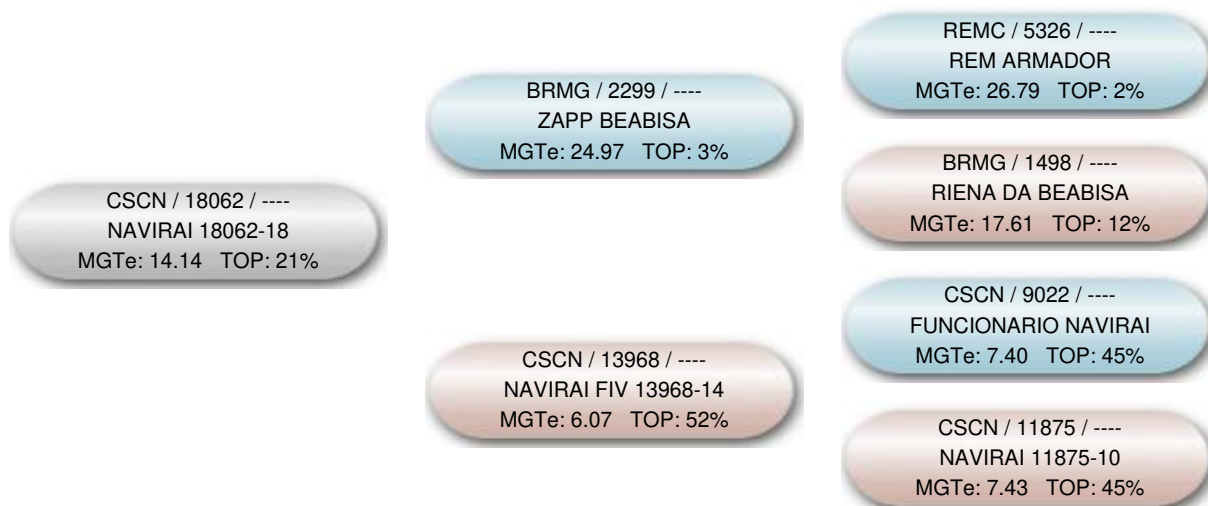 REMC / 5326 / ----
REM ARMADOR
MGTe: 26.79 TOP: 2%
BRMG / 2299 / ----
ZAPP BEABISA
MGTe: 24.97 TOP: 3%
BRMG / 1498 / ----
RIENA DA BEABISA
MGTe: 17.61 TOP: 12%
CSCN / 18062 / ----
NAVIRAI 18062-18
MGTe: 14.14 TOP: 21%
CSCN / 9022 / ----
FUNCIONARIO NAVIRAI
MGTe: 7.40 TOP: 45%
CSCN / 13968 / ----
NAVIRAI FIV 13968-14
MGTe: 6.07 TOP: 52%
CSCN / 11875 / ----
NAVIRAI 11875-10
MGTe: 7.43 TOP: 45%